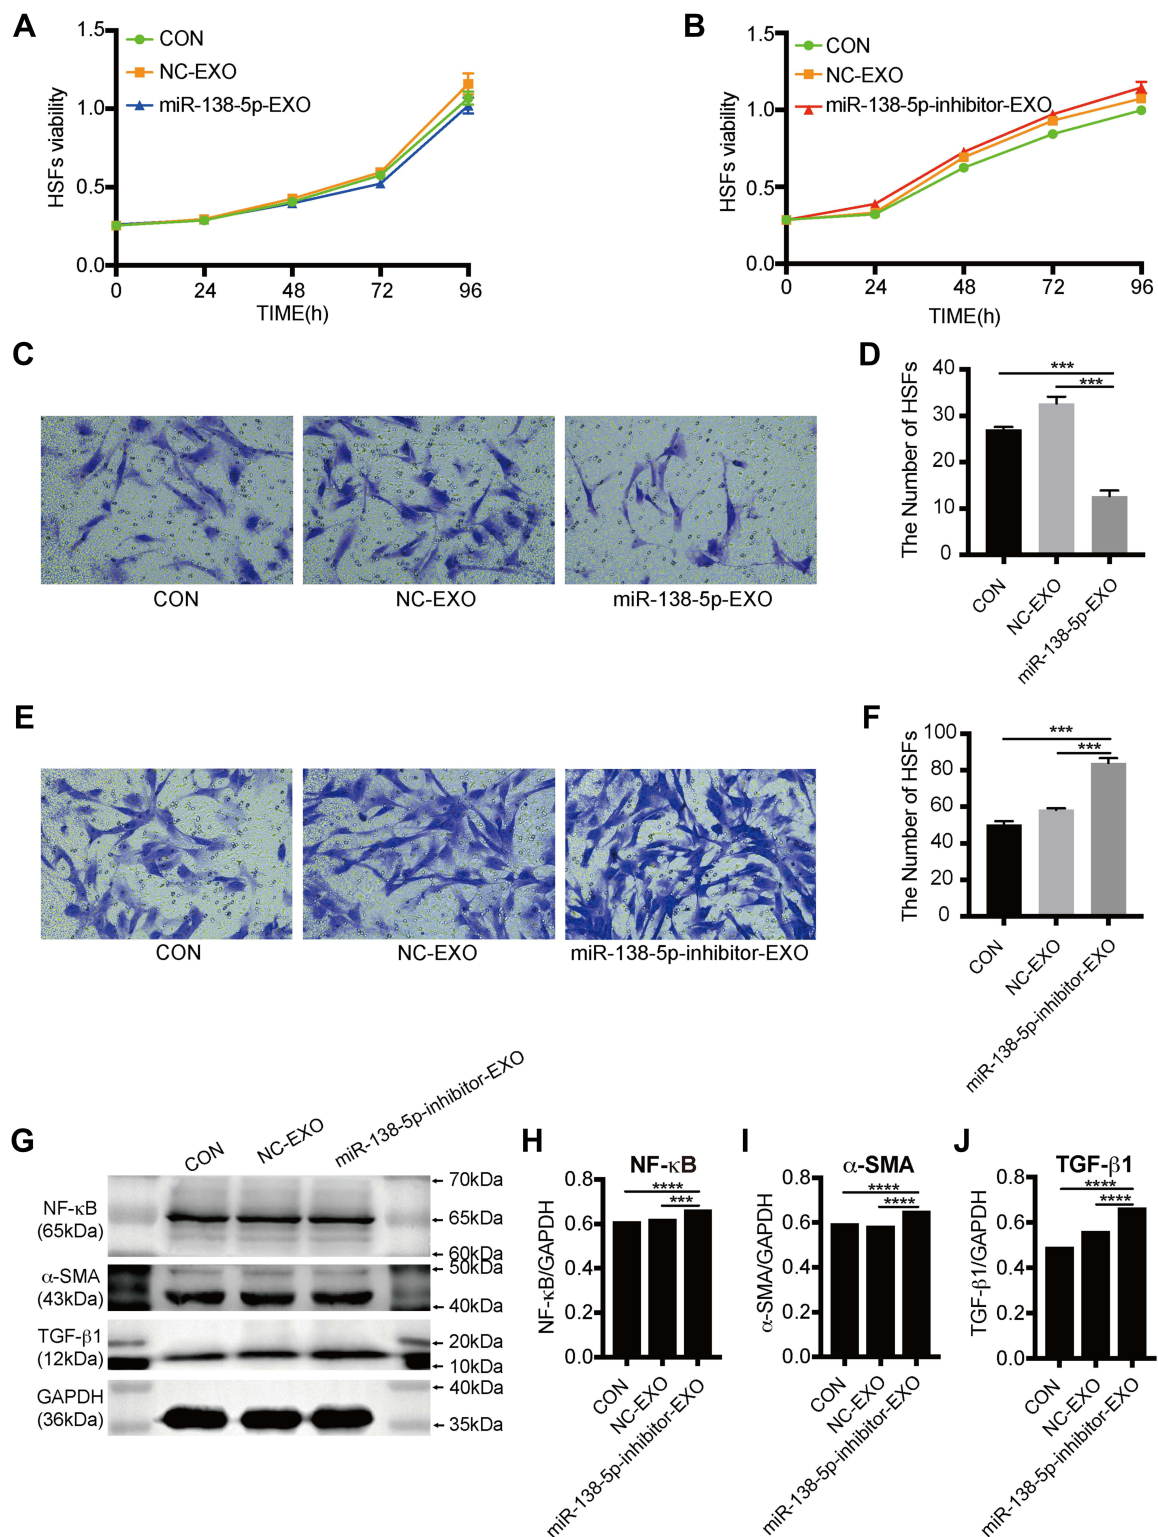 A
1.5
1.0
0.5
0.0
HSFs viability
CON
NC-EXO
miR-138-5p-EXO
0 24 48 72 96
TIME(h)
B
1.5
1.0
0.5
0.0
HSFs viability
CON
NC-EXO
miR-138-5p-inhibitor-EXO
0 24 48 72 96
TIME(h)
C
CON NC-EXO miR-138-5p-EXO
D
The Number of HSFs
40
30
20
10
0
***
***
CON
NC-EXO
miR-138-5p-EXO
E
CON NC-EXO miR-138-5p-inhibitor-EXO
F
The Number of HSFs
100
80
60
40
20
0
***
***
CON
NC-EXO
miR-138-5p-inhibitor-EXO
G
CON
NC-EXO
miR-138-5p-inhibitor-EXO
NF-κB
(65kDa)
70kDa
65kDa
60kDa
α-SMA
(43kDa)
50kDa
40kDa
TGF-β1
(12kDa)
20kDa
10kDa
GAPDH
(36kDa)
40kDa
35kDa
H
NF-κB
NF-κB/GAPDH
0.8
0.6
0.4
0.2
0.0
****
***
CON
NC-EXO
miR-138-5p-inhibitor-EXO
I
α-SMA
α-SMA/GAPDH
0.8
0.6
0.4
0.2
0.0
****
****
CON
NC-EXO
miR-138-5p-inhibitor-EXO
J
TGF-β1
TGF-β1/GAPDH
0.8
0.6
0.4
0.2
0.0
****
****
CON
NC-EXO
miR-138-5p-inhibitor-EXO